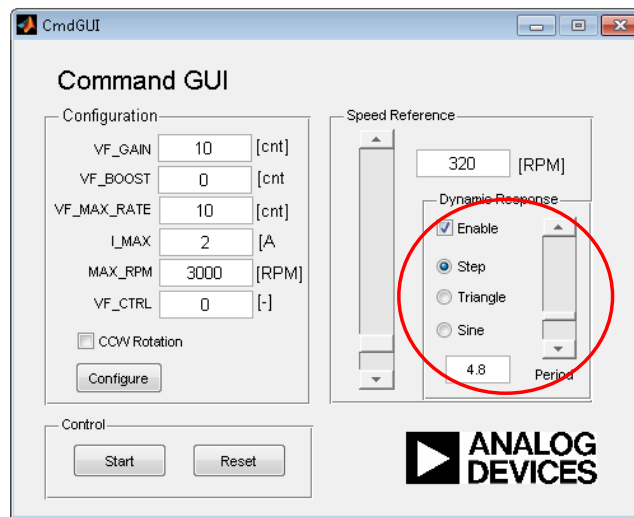 CmdGUI
Command GUI
Configuration
VF_GAIN 10 [cnt]
VF_BOOST 0 [cnt
VF_MAX_RATE 10 [cnt]
I_MAX 2 [A
MAX_RPM 3000 [RPM]
VF_CTRL 0 [-]
CCW Rotation
Configure
Speed Reference
320 [RPM]
Dynamic Response
Enable
Step
Triangle
Sine
4.8 Period
Control
Start Reset
ANALOG
DEVICES